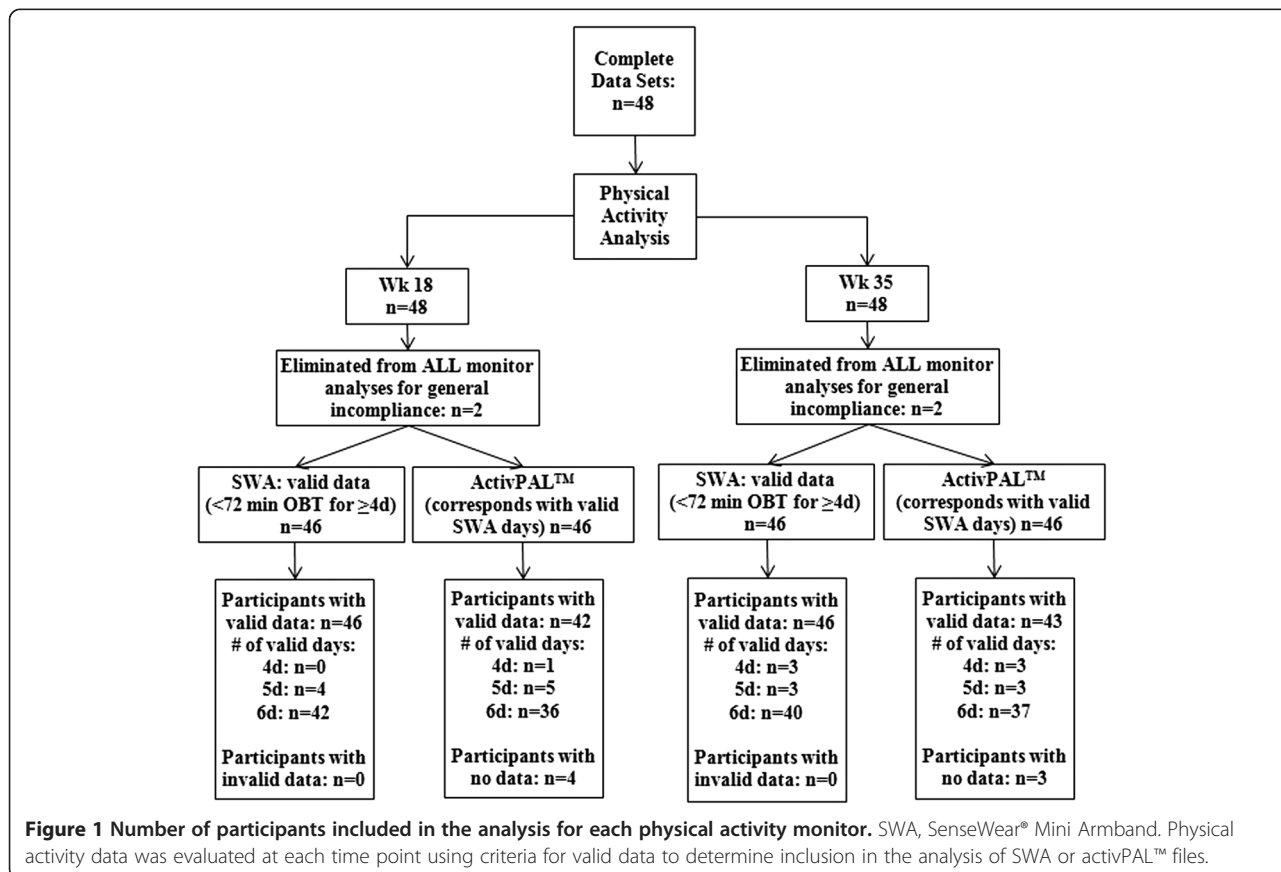 Complete
Data Sets:
n=48
Physical
Activity
Analysis
Wk 18
n=48
Wk 35
n=48
Eliminated from ALL monitor
analyses for general
incompliance: n=2
Eliminated from ALL monitor
analyses for general
incompliance: n=2
SWA: valid data
(<72 min OBT for ≥4d)
n=46
ActivPAL™
(corresponds with valid
SWA days) n=46
SWA: valid data
(<72 min OBT for ≥4d)
n=46
ActivPAL™
(corresponds with valid
SWA days) n=46
Participants with
valid data: n=46
# of valid days:
4d: n=0
5d: n=4
6d: n=42
Participants with
invalid data: n=0
Participants with
valid data: n=42
# of valid days:
4d: n=1
5d: n=5
6d: n=36
Participants with
no data: n=4
Participants with
valid data: n=46
# of valid days:
4d: n=3
5d: n=3
6d: n=40
Participants with
invalid data: n=0
Participants with
valid data: n=43
# of valid days:
4d: n=3
5d: n=3
6d: n=37
Participants with
no data: n=3
Figure 1 Number of participants included in the analysis for each physical activity monitor. SWA, SenseWear® Mini Armband. Physical
activity data was evaluated at each time point using criteria for valid data to determine inclusion in the analysis of SWA or activPAL™ files.